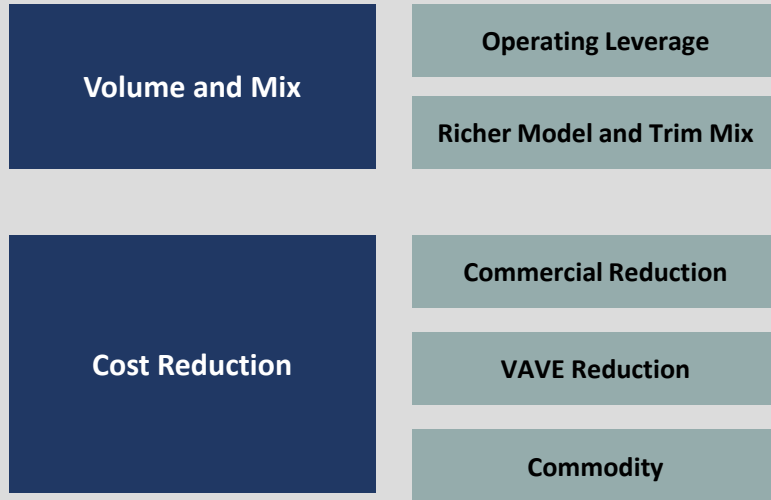 Volume and Mix
Operating Leverage
Richer Model and Trim Mix
Cost Reduction
Commercial Reduction
VAVE Reduction
Commodity